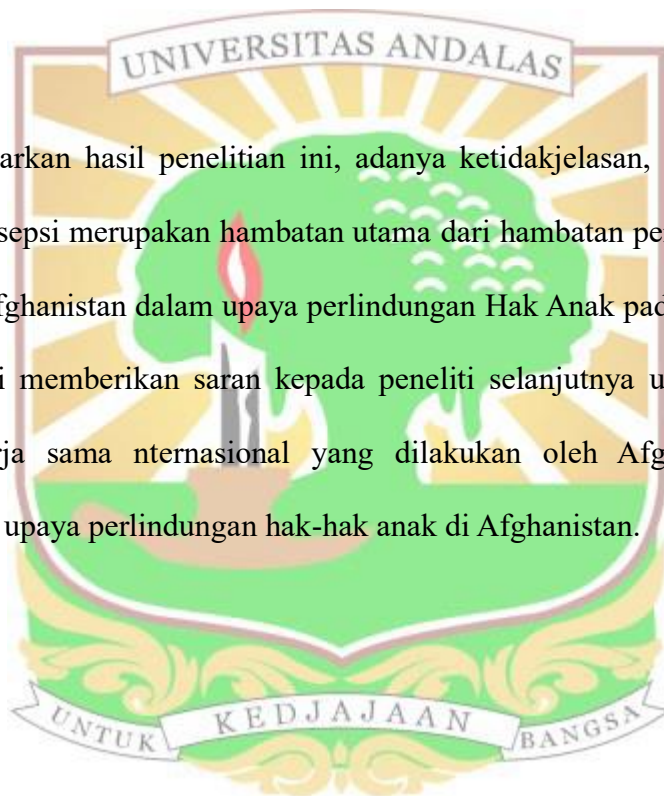 UNIVERSITAS ANDALAS
arkan hasil penelitian ini, adanya ketidakjelasan,
sepsi merupakan hambatan utama dari hambatan pe
fghanistan dalam upaya perlindungan Hak Anak pad
i memberikan saran kepada peneliti selanjutnya u
ja sama nternasional yang dilakukan oleh Afg
upaya perlindungan hak-hak anak di Afghanistan.
UNTUK KEDJAJAAN BANGSA